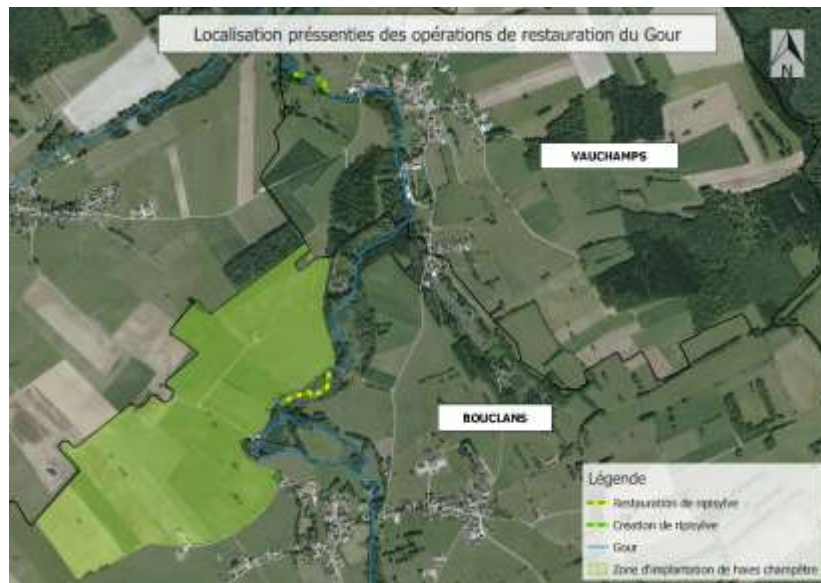 Localisation préssenties des opérations de restauration du Gour
N
VAUCHAMPS
BOUCLANS
Légende
Restauration de ripisylve
Création de ripisylve
Gour
Zone d'implantation de haies champêtre